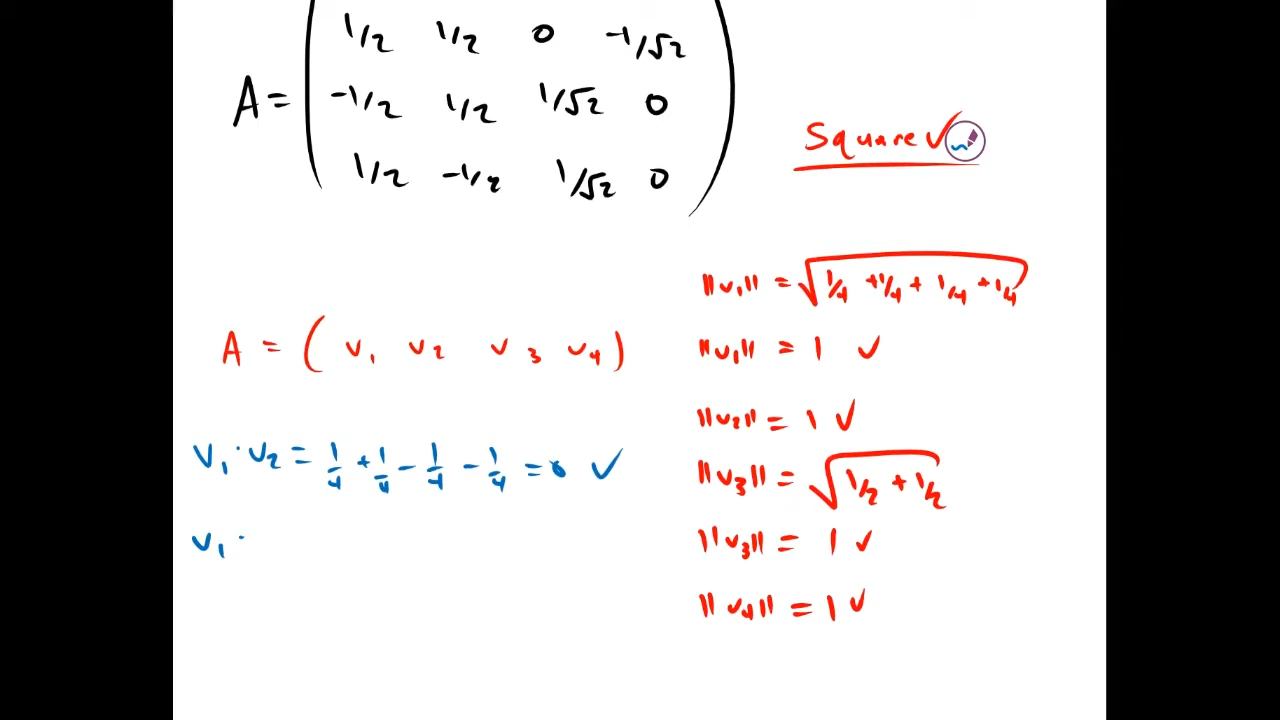 1/2 1/2 0 -1/√2
A = -1/2 1/2 1/√2 0
1/2 -1/2 1/√2 0
Square ✓
||v₁|| = √(1/4 + 1/4 + 1/4 + 1/4)
A = ( v₁ v₂ v₃ v₄ )
||v₁|| = 1 ✓
||v₂|| = 1 ✓
v₁ · v₂ = 1/4 + 1/4 - 1/4 - 1/4 = 0 ✓
||v₃|| = √(1/2 + 1/2)
v₁ ·
||v₃|| = 1 ✓
||v₄|| = 1 ✓